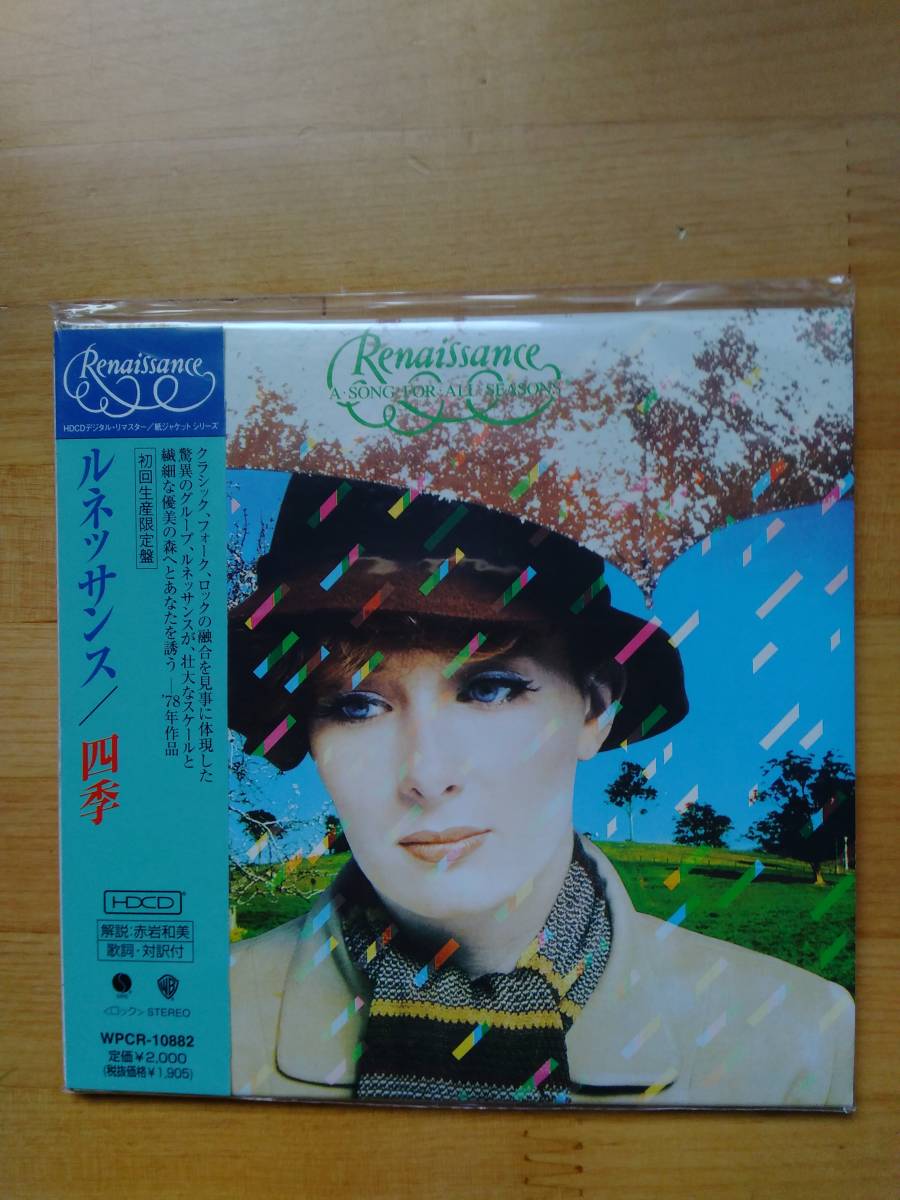 Renaissance
HDCDデジタル・リマスター／紙ジャケット シリーズ
ルネッサンス／四季
初回生産限定盤
クラシック、フォーク、ロックの融合を見事に体現した
驚異のグループ、ルネッサンスが、壮大なスケールと
繊細な優美の森へとあなたを誘う ―'78年作品
HDCD
解説:赤岩和美
歌詞・対訳付
<ロック> STEREO
WPCR-10882
定価¥2,000
(税抜価格¥1,905)
Renaissance
A·SONG·FOR·ALL SEASONS